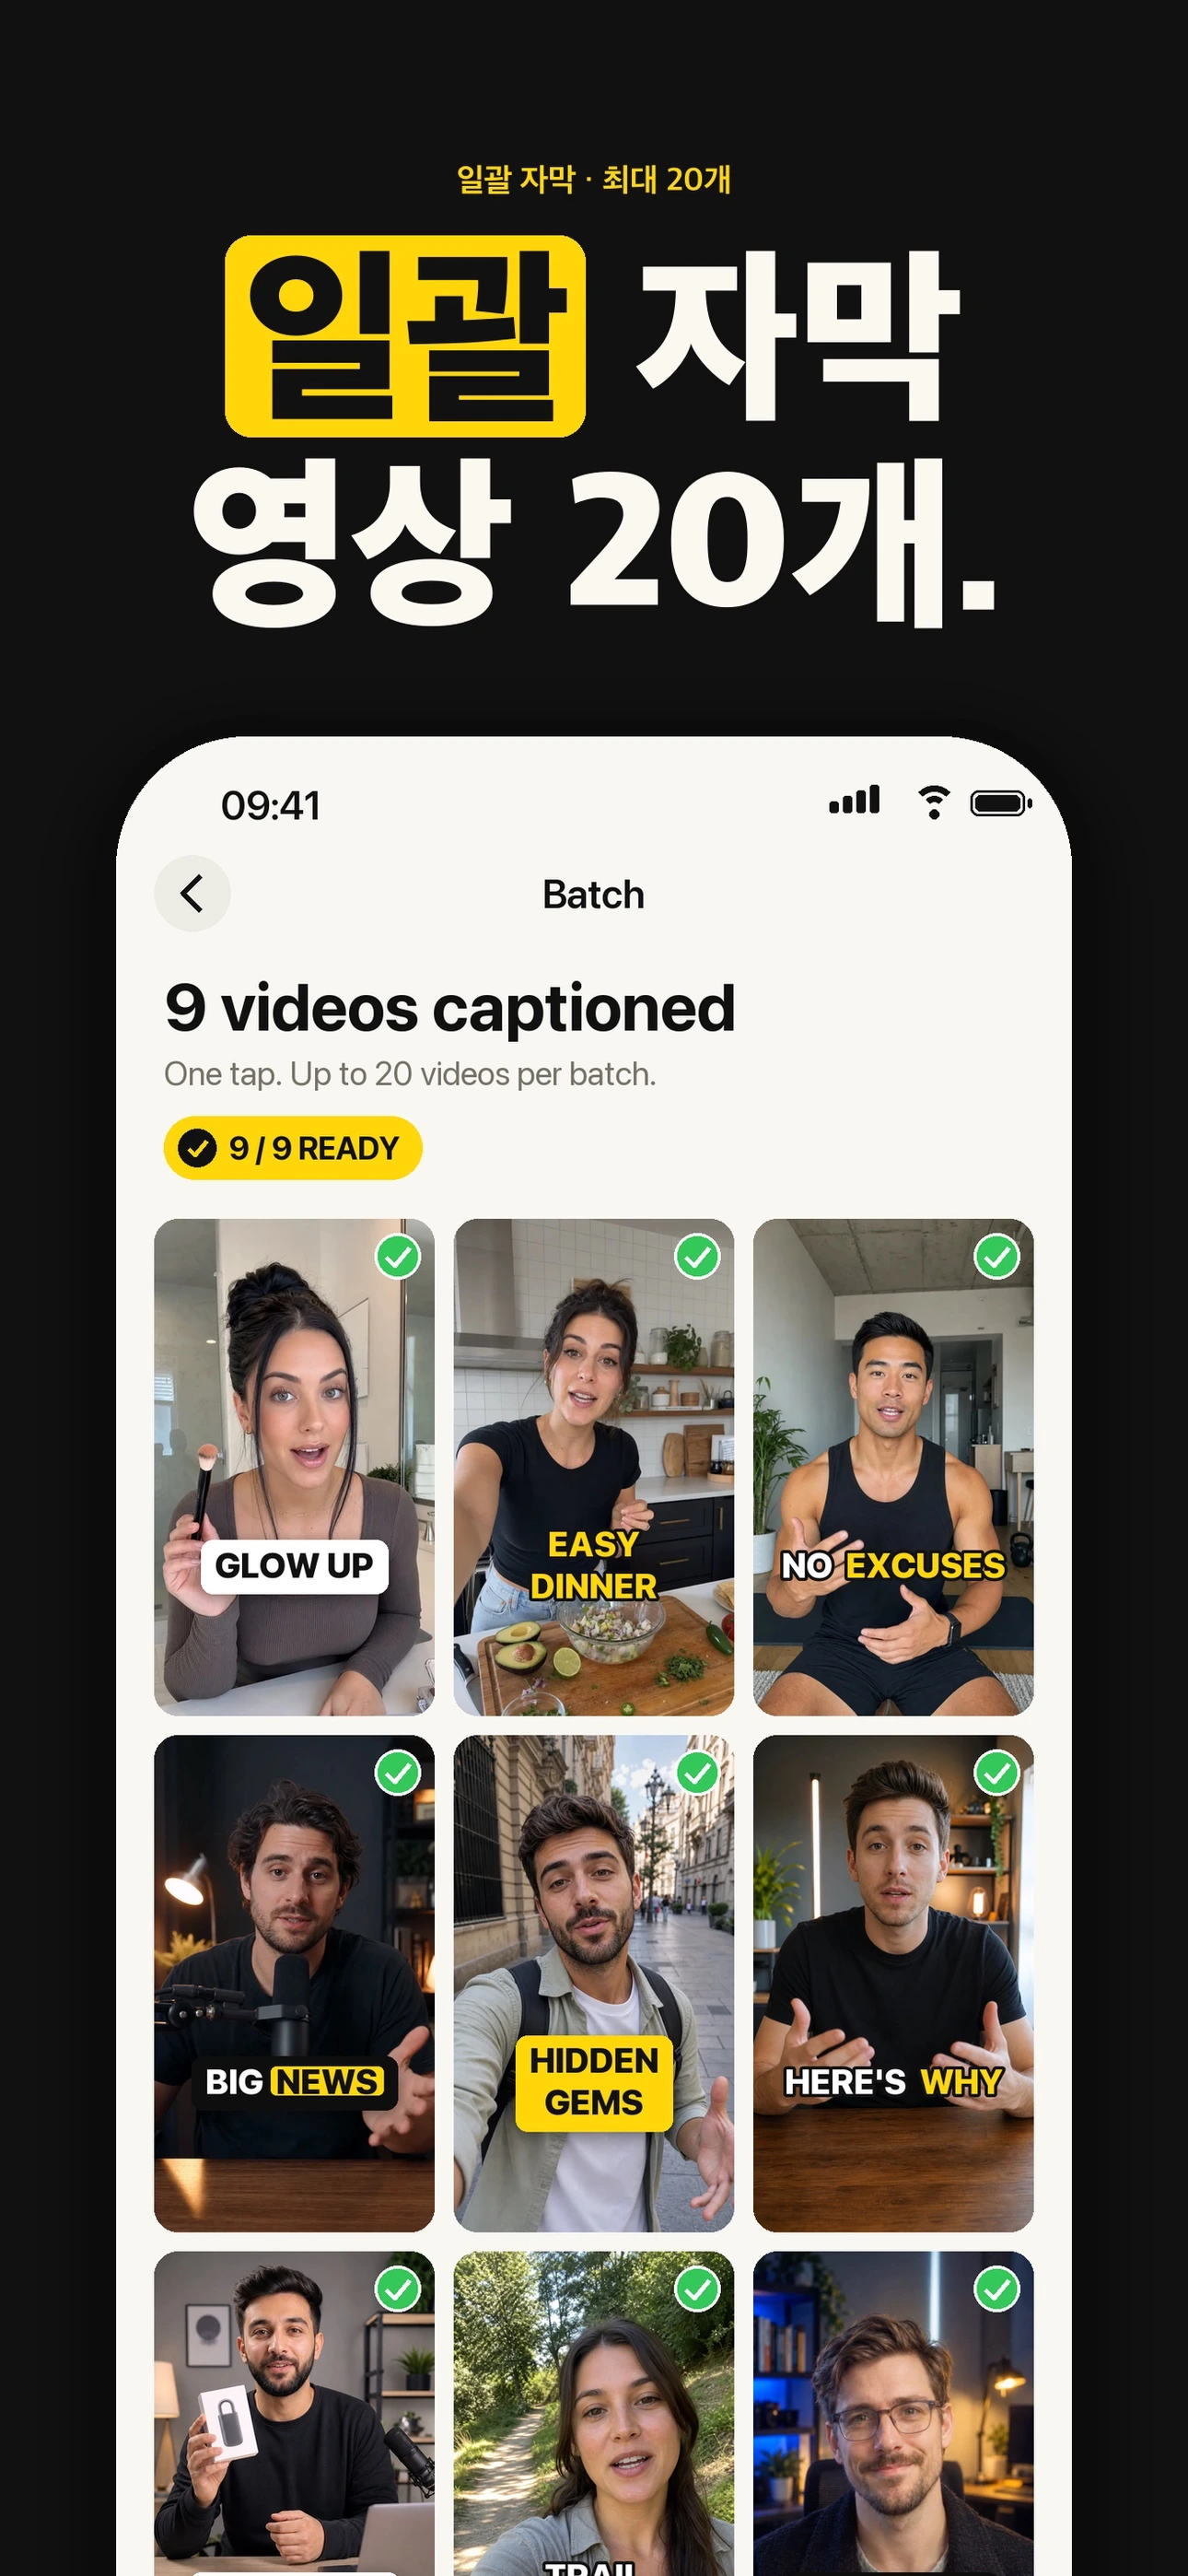 일괄 자막 · 최대 20개
일괄 자막
영상 20개.
09:41
Batch
9 videos captioned
One tap. Up to 20 videos per batch.
9 / 9 READY
GLOW UP
EASY
DINNER
NO EXCUSES
BIG NEWS
HIDDEN
GEMS
HERE'S WHY
TRAIL